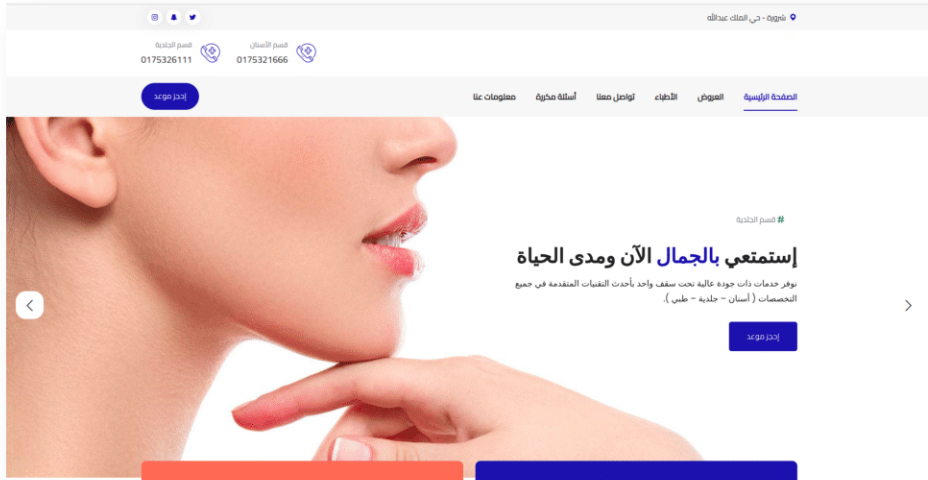 شرورة - حي الملك عبدالله
قسم الأسنان
0175321666
قسم الجلدية
0175326111
الصفحة الرئيسية
العروض
الأطباء
تواصل معنا
أسئلة مكررة
معلومات عنا
إحجز موعد
# قسم الجلدية
إستمتعي بالجمال الآن ومدى الحياة
نوفر خدمات ذات جودة عالية تحت سقف واحد بأحدث التقنيات المتقدمة في جميع
التخصصات ( أسنان – جلدية – طبي ).
إحجز موعد